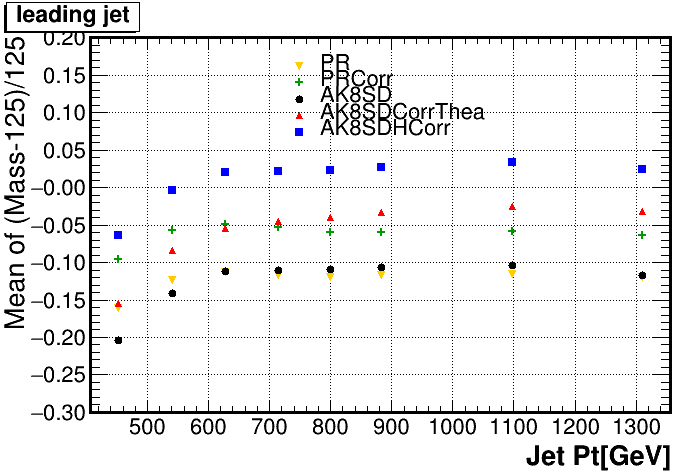 leading jet
Mean of (Mass-125)/125
0.20
0.15
0.10
0.05
−0.00
−0.05
−0.10
−0.15
−0.20
−0.25
−0.30
PR
PRCorr
AK8SD
AK8SDCorrThea
AK8SDHCorr
500 600 700 800 900 1000 1100 1200 1300
Jet Pt[GeV]